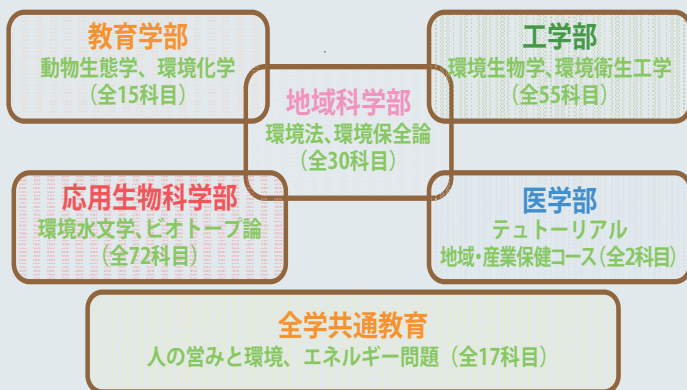 教育学部
動物生態学、環境化学
（全15科目）
工学部
環境生物学、環境衛生工学
（全55科目）
地域科学部
環境法、環境保全論
（全30科目）
応用生物科学部
環境水文学、ビオトープ論
（全72科目）
医学部
テュトーリアル
地域・産業保健コース（全2科目）
全学共通教育
人の営みと環境、エネルギー問題（全17科目）